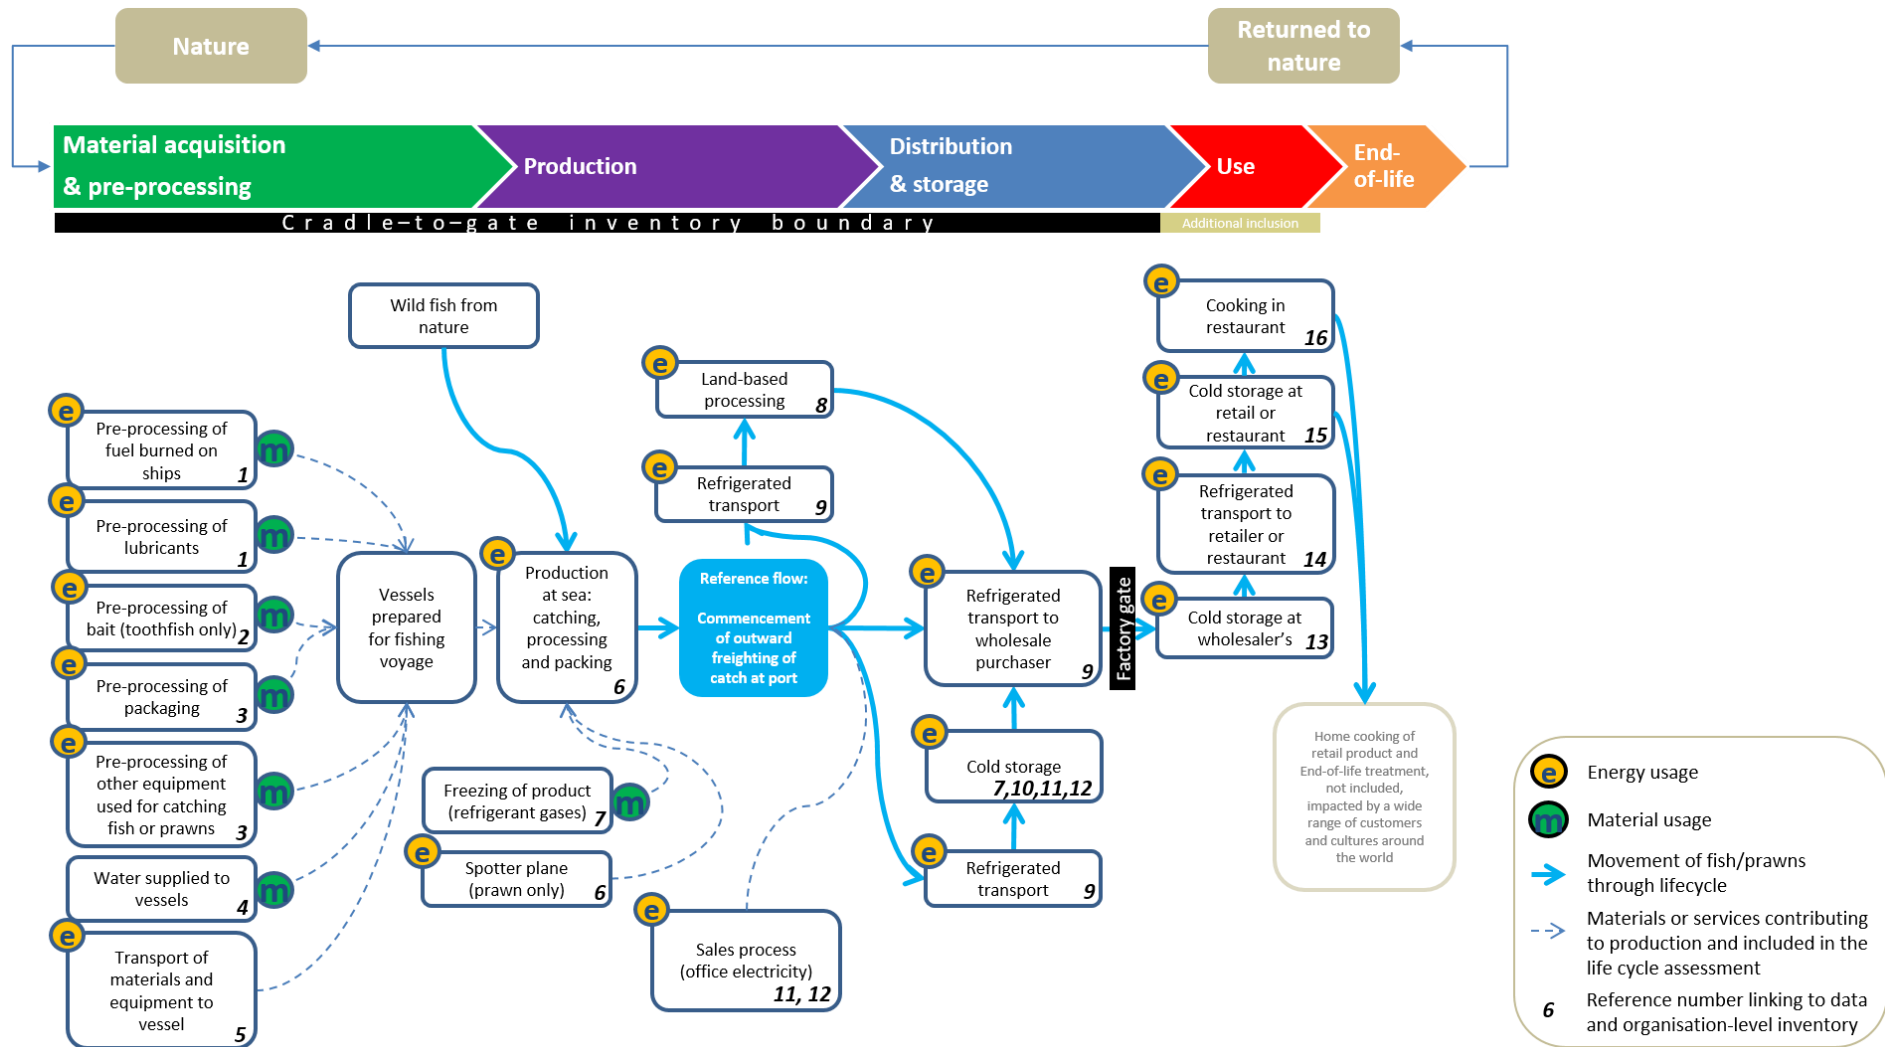 Nature
Returned to
nature
Material acquisition
& pre-processing
Production
Distribution
& storage
Use
End-
of-life
Cradle–to–gate inventory boundary
Additional inclusion
Wild fish from
nature
e
Pre-processing of
fuel burned on
ships
1
m
e
Pre-processing of
lubricants
1
m
e
Pre-processing of
bait (toothfish only)
2
m
e
Pre-processing of
packaging
3
m
e
Pre-processing of
other equipment
used for catching
fish or prawns
3
m
Water supplied to
vessels
4
m
e
Transport of
materials and
equipment to
vessel
5
Vessels
prepared
for fishing
voyage
e
Production
at sea:
catching,
processing
and packing
6
Freezing of product
(refrigerant gases)
7
m
e
Spotter plane
(prawn only)
6
e
Land-based
processing
8
e
Refrigerated
transport
9
Reference flow:
Commencement
of outward
freighting of
catch at port
e
Sales process
(office electricity)
11, 12
e
Refrigerated
transport to
wholesale
purchaser
9
e
Cold storage
7,10,11,12
e
Refrigerated
transport
9
Factory gate
e
Cooking in
restaurant
16
e
Cold storage at
retail or
restaurant
15
e
Refrigerated
transport to
retailer or
restaurant
14
e
Cold storage at
wholesaler’s
13
Home cooking of
retail product and
End-of-life treatment,
not included,
impacted by a wide
range of customers
and cultures around
the world
e
Energy usage
m
Material usage
Movement of fish/prawns
through lifecycle
Materials or services contributing
to production and included in the
life cycle assessment
6
Reference number linking to data
and organisation-level inventory